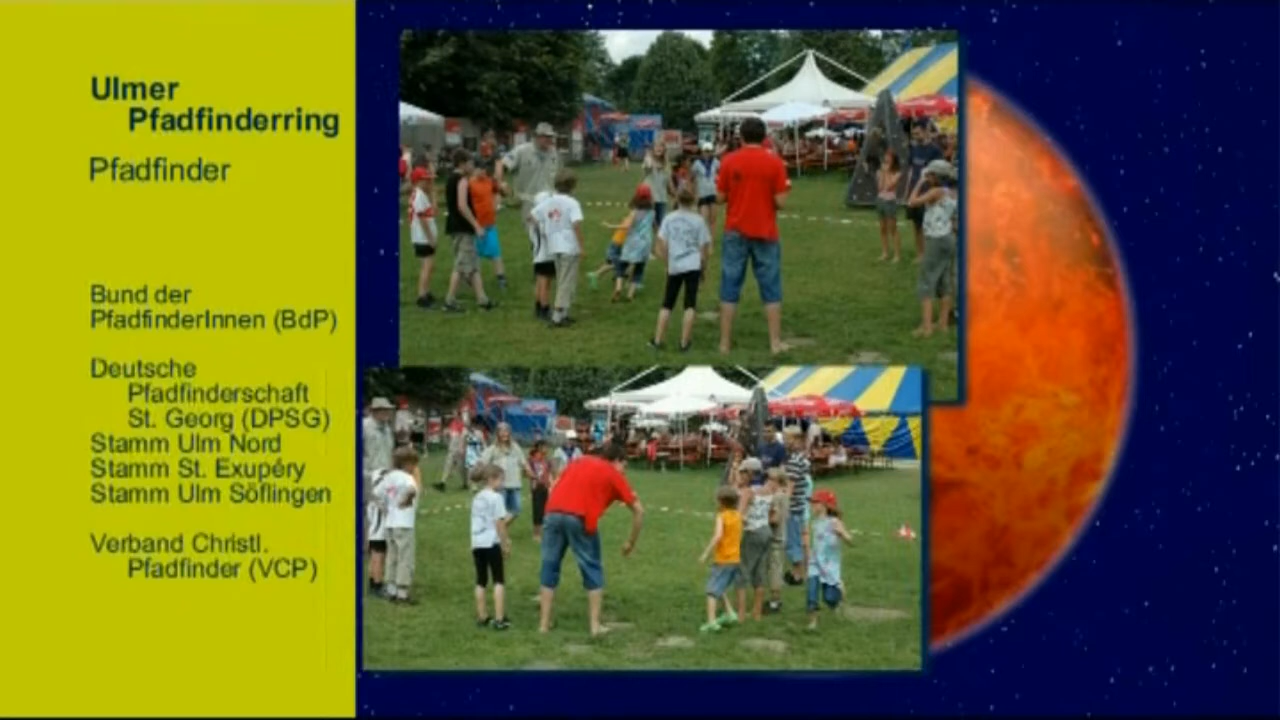 Ulmer
Pfadfinderring
Pfadfinder
Bund der
PfadfinderInnen (BdP)
Deutsche
Pfadfinderschaft
St. Georg (DPSG)
Stamm Ulm Nord
Stamm St. Exupéry
Stamm Ulm Söflingen
Verband Christl.
Pfadfinder (VCP)